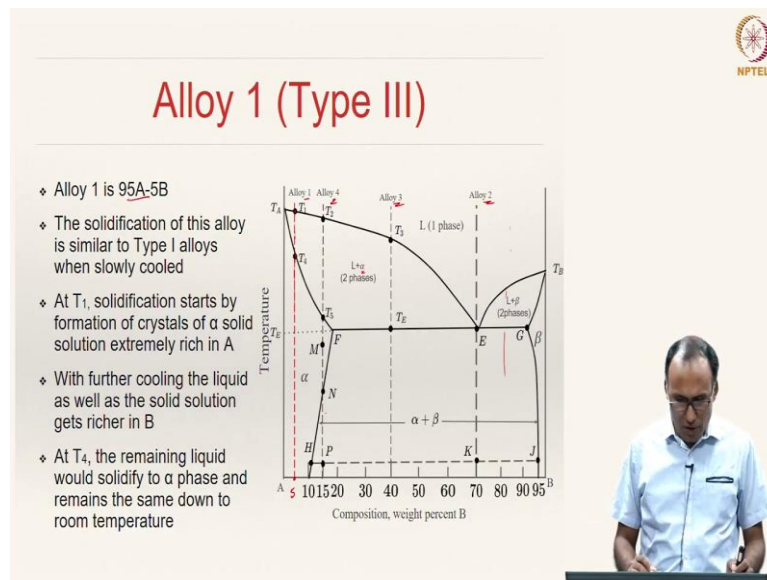 NPTEL
Alloy 1 (Type III)
❖ Alloy 1 is 95A-5B
❖ The solidification of this alloy
is similar to Type I alloys
when slowly cooled
❖ At T₁, solidification starts by
formation of crystals of α solid
solution extremely rich in A
❖ With further cooling the liquid
as well as the solid solution
gets richer in B
❖ At T₄, the remaining liquid
would solidify to α phase and
remains the same down to
room temperature
Alloy 1 Alloy 4 Alloy 3 Alloy 2
T_A T₁ T₂
L (1 phase)
T₃
T₄
L+α
(2 phases)
T_B
L+β
(2phases)
T₅ T_E
T_E F E G β
M
α N
α + β
H P K J
A 5 10 15 20 30 40 50 60 70 80 90 95 B
Composition, weight percent B
Temperature